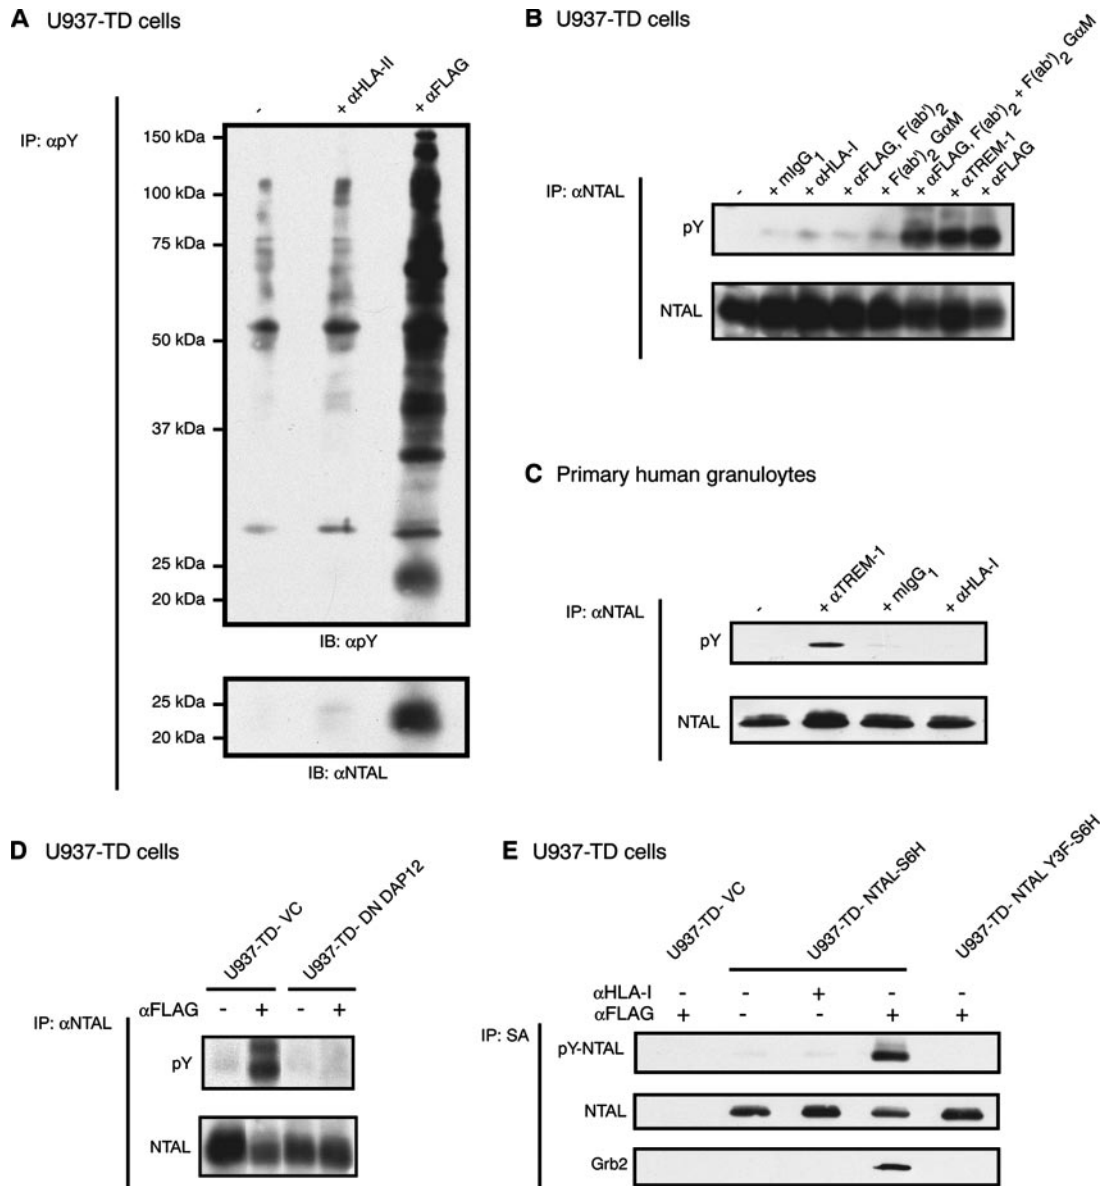 A U937-TD cells
IP: αpY
-
+ αHLA-II
+ αFLAG
150 kDa
100 kDa
75 kDa
50 kDa
37 kDa
25 kDa
20 kDa
IB: αpY
25 kDa
20 kDa
IB: αNTAL
B U937-TD cells
IP: αNTAL
-
+ mIgG1
+ αHLA-I
+ αFLAG, F(ab')2
+ F(ab')2 GαM
+ αFLAG, F(ab')2 + F(ab')2 GαM
+ αTREM-1
+ αFLAG
pY
NTAL
C Primary human granuloytes
IP: αNTAL
-
+ αTREM-1
+ mIgG1
+ αHLA-I
pY
NTAL
D U937-TD cells
U937-TD- VC
U937-TD- DN DAP12
IP: αNTAL
αFLAG - + - +
pY
NTAL
E U937-TD cells
U937-TD- VC
U937-TD- NTAL-S6H
U937-TD- NTAL Y3F-S6H
αHLA-I - - + - -
αFLAG + - - + +
IP: SA
pY-NTAL
NTAL
Grb2